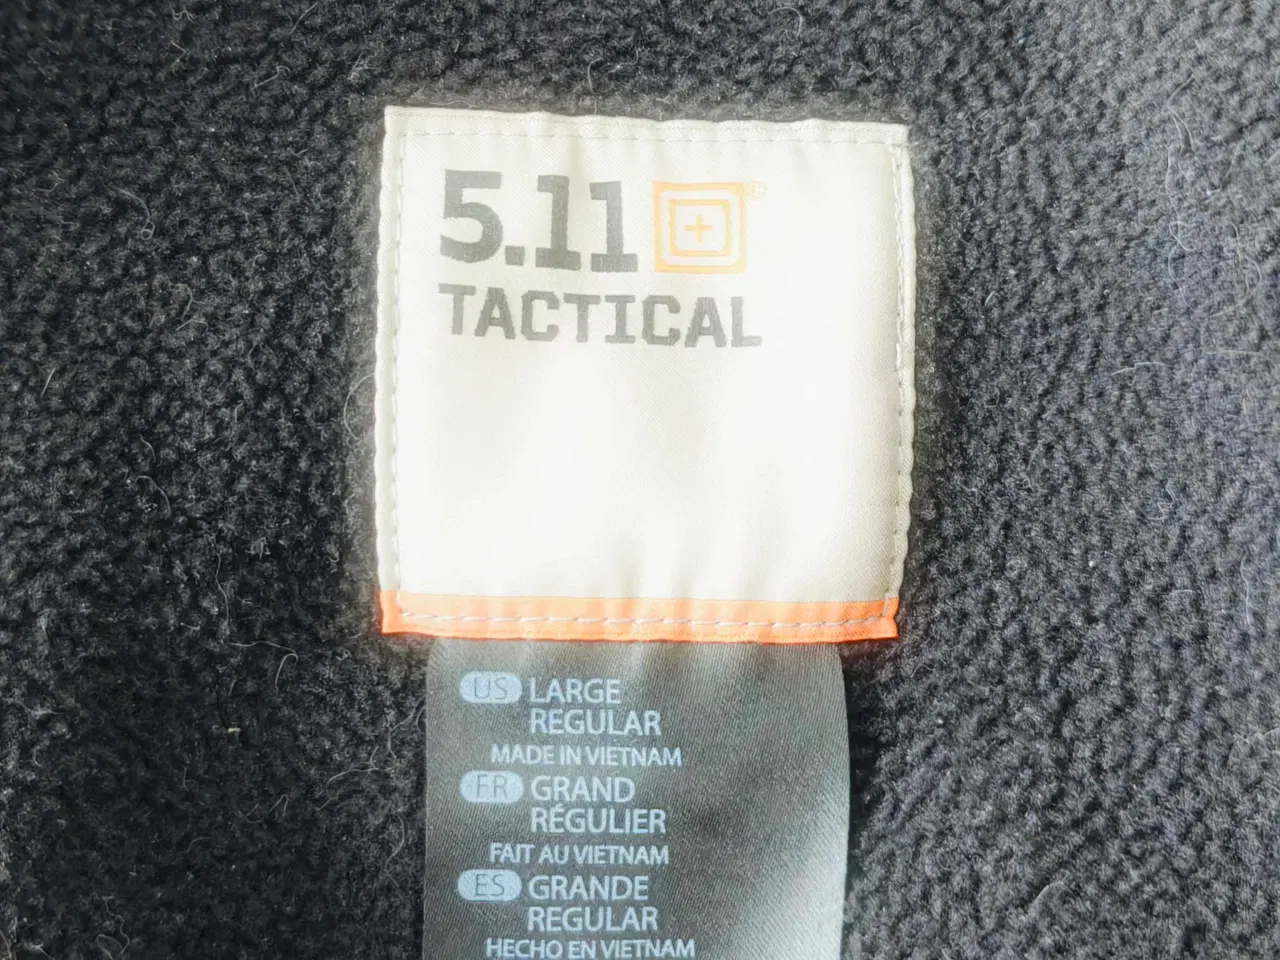 5.11®
TACTICAL
US LARGE
REGULAR
MADE IN VIETNAM
FR GRAND
RÉGULIER
FAIT AU VIETNAM
ES GRANDE
REGULAR
HECHO EN VIETNAM